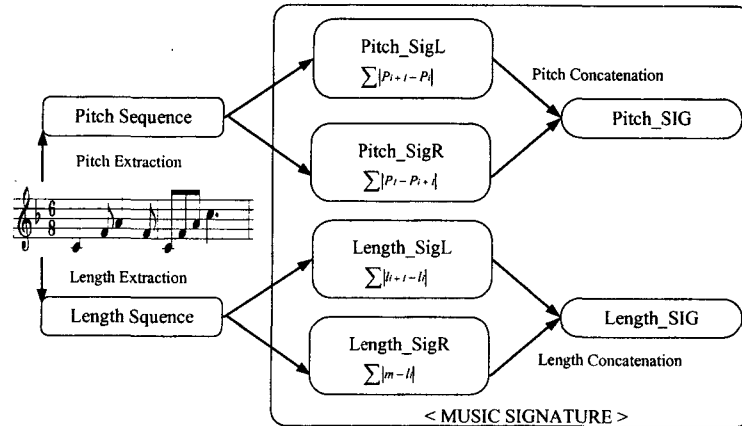 Pitch_SigL
∑|Pi+1-Pi|
Pitch Concatenation
Pitch Sequence
Pitch_SIG
Pitch Extraction
Pitch_SigR
∑|Pi-Pi+1|
6
8
Length_SigL
∑|li+1-li|
Length Extraction
Length Squence
Length_SIG
Length_SigR
∑|m-li|
Length Concatenation
< MUSIC SIGNATURE >